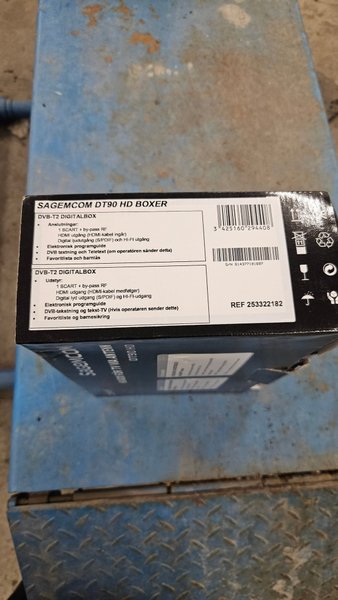 SAGEMCOM DT90 HD BOXER
DVB-T2 DIGITALBOX
• Anslutningar:
1 SCART + by-pass RF
HDMI utgång (HDMI-kabel ingår)
Digital ljudutgång (S/PDIF) och HI-FI utgång
• Elektronisk programguide
• DVB textning och Teletext (om operatören sänder detta)
• Favoritlista och barnlås
DVB-T2 DIGITALBOX
• Udstyr:
1 SCART + by-pass RF
HDMI udgang (HDMI-kabel medfølger)
Digital lyd udgang (S/PDIF) og HI-FI-udgang
• Elektronisk programguide
• DVB-tekstning og tekst-TV (Hvis operatøren sender dette)
• Favoritliste og børnesikring
3 425160 294408
REF 253322182
SAGEMCOM